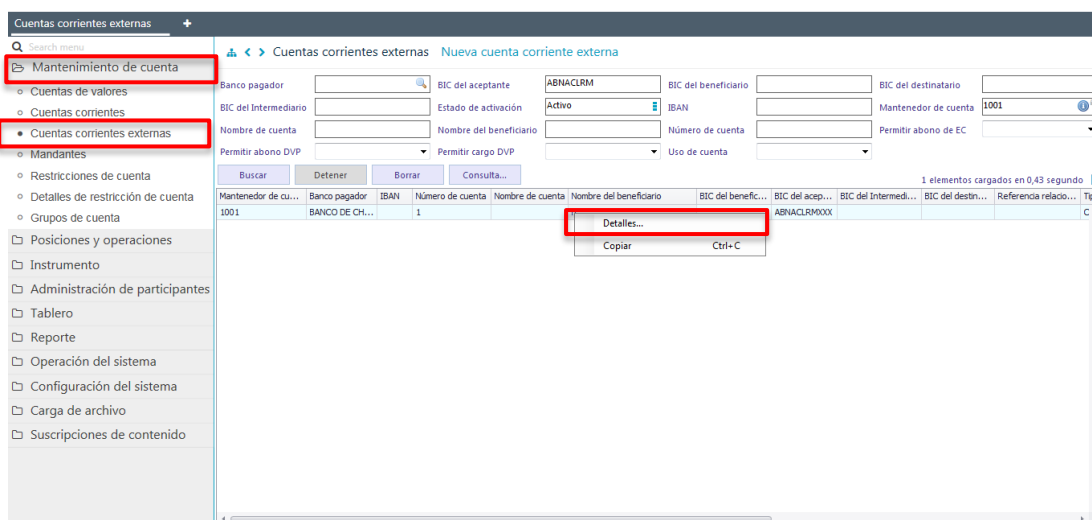 Cuentas corrientes externas +
Search menu
Cuentas corrientes externas Nueva cuenta corriente externa
Mantenimiento de cuenta
Cuentas de valores
Cuentas corrientes
Cuentas corrientes externas
Mandantes
Restricciones de cuenta
Detalles de restricción de cuenta
Grupos de cuenta
Posiciones y operaciones
Instrumento
Administración de participantes
Tablero
Reporte
Operación del sistema
Configuración del sistema
Carga de archivo
Suscripciones de contenido
Banco pagador BIC del aceptante ABNACLRM BIC del beneficiario BIC del destinatario
BIC del Intermediario Estado de activación Activo IBAN Mantenedor de cuenta 1001
Nombre de cuenta Nombre del beneficiario Número de cuenta Permitir abono de EC
Permitir abono DVP Permitir cargo DVP Uso de cuenta
Buscar Detener Borrar Consulta...
1 elementos cargados en 0,43 segundo
Mantenedor de cu... Banco pagador IBAN Número de cuenta Nombre de cuenta Nombre del beneficiario BIC del benefic... BIC del acep... BIC del Intermedi... BIC del destin... Referencia relacio... Tip
1001 BANCO DE CH... 1 ABNACLRMXXX C
Detalles...
Copiar Ctrl+C